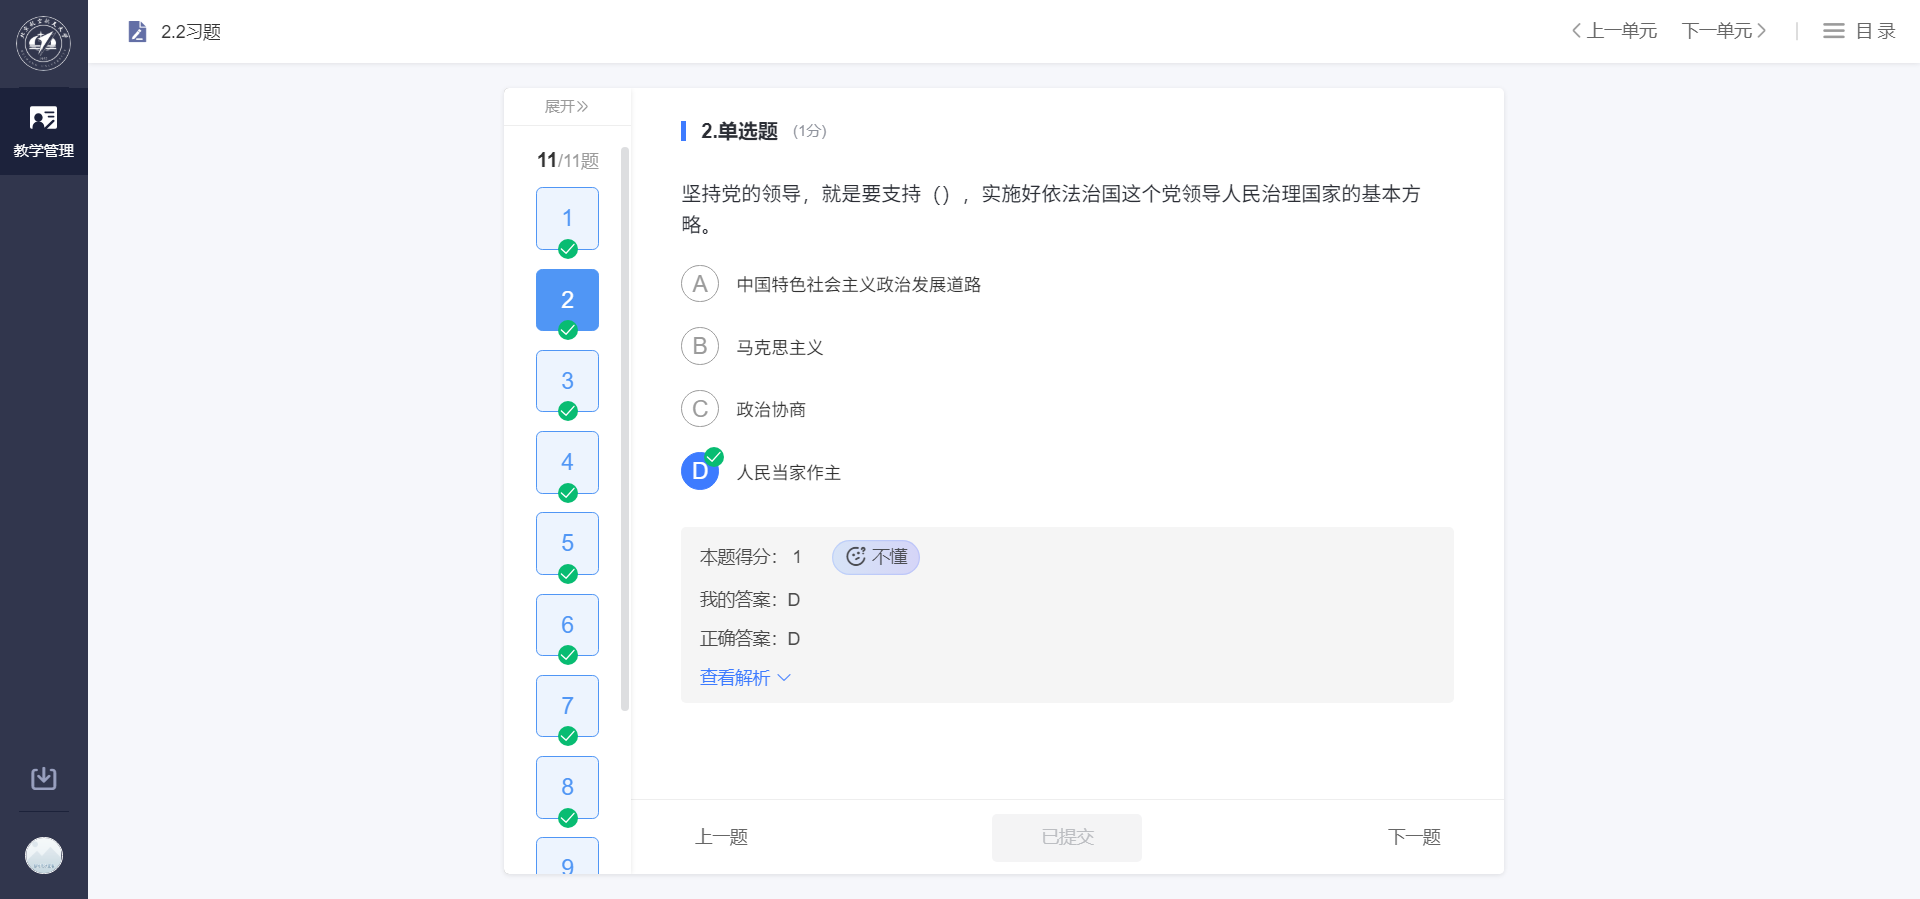 2.2习题
上一单元
下一单元
目录
教学管理
展开
11/11题
1
2
3
4
5
6
7
8
9
2.单选题 (1分)
坚持党的领导，就是要支持（），实施好依法治国这个党领导人民治理国家的基本方
略。
A 中国特色社会主义政治发展道路
B 马克思主义
C 政治协商
D 人民当家作主
本题得分： 1 不懂
我的答案：D
正确答案：D
查看解析
上一题
已提交
下一题